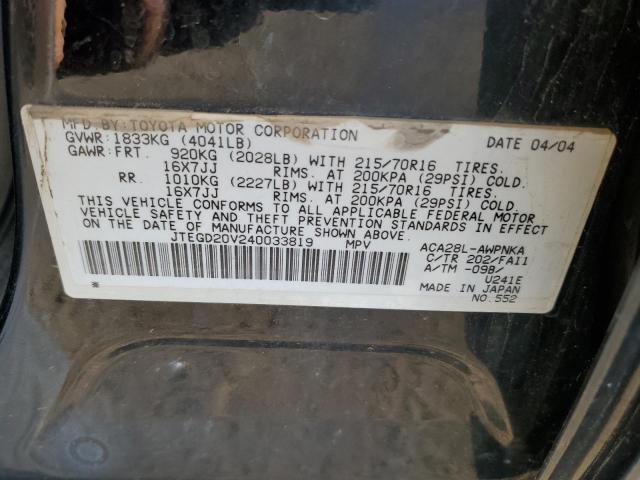 MFD. BY: TOYOTA MOTOR CORPORATION DATE 04/04
GVWR: 1833KG (4041LB)
GAWR: FRT. 920KG (2028LB) WITH 215/70R16 TIRES.
16X7JJ RIMS. AT 200KPA (29PSI) COLD.
RR. 1010KG (2227LB) WITH 215/70R16 TIRES.
16X7JJ RIMS. AT 200KPA (29PSI) COLD.
THIS VEHICLE CONFORMS TO ALL APPLICABLE FEDERAL MOTOR
VEHICLE SAFETY AND THEFT PREVENTION STANDARDS IN EFFECT
ON THE DATE OF MANUFACTURE SHOWN ABOVE.
JTEGD20V240033819 MPV
ACA28L-AWPNKA
C/TR 202/FA11
A/TM -09B/
U241E
MADE IN JAPAN
NO. 552